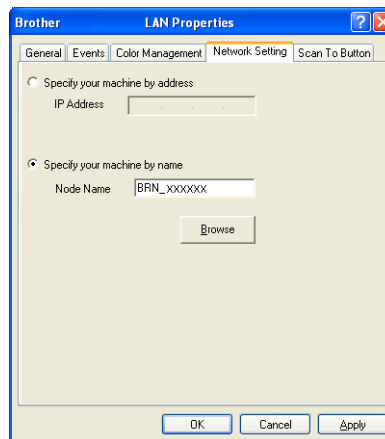 Brother LAN Properties
General Events Color Management Network Setting Scan To Button
Specify your machine by address
IP Address . . .
Specify your machine by name
Node Name BRN_xxxxxx
Browse
OK Cancel Apply